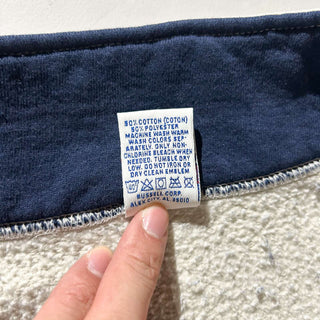 50% COTTON (COTON)
50% POLYESTER
MACHINE WASH WARM
WASH COLORS SEP-
ARATELY. ONLY NON-
CHLORINE BLEACH WHEN
NEEDED. TUMBLE DRY
LOW. DO NOT IRON OR
DRY CLEAN EMBLEM
RUSSELL CORP.
ALEX CITY, AL 35010